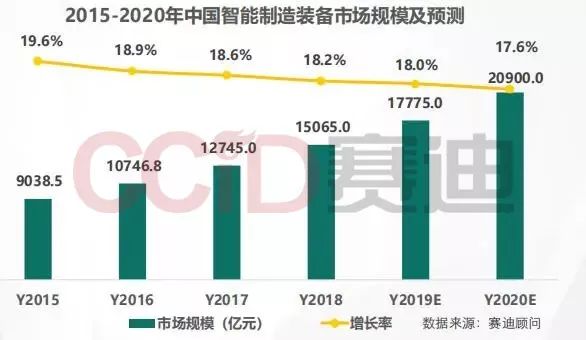 2015-2020年中国智能制造装备市场规模及预测
19.6% 18.9% 18.6% 18.2% 18.0% 17.6%
9038.5 10746.8 12745.0 15065.0 17775.0 20900.0
CCID赛迪
Y2015 Y2016 Y2017 Y2018 Y2019E Y2020E
市场规模（亿元） 增长率 数据来源：赛迪顾问